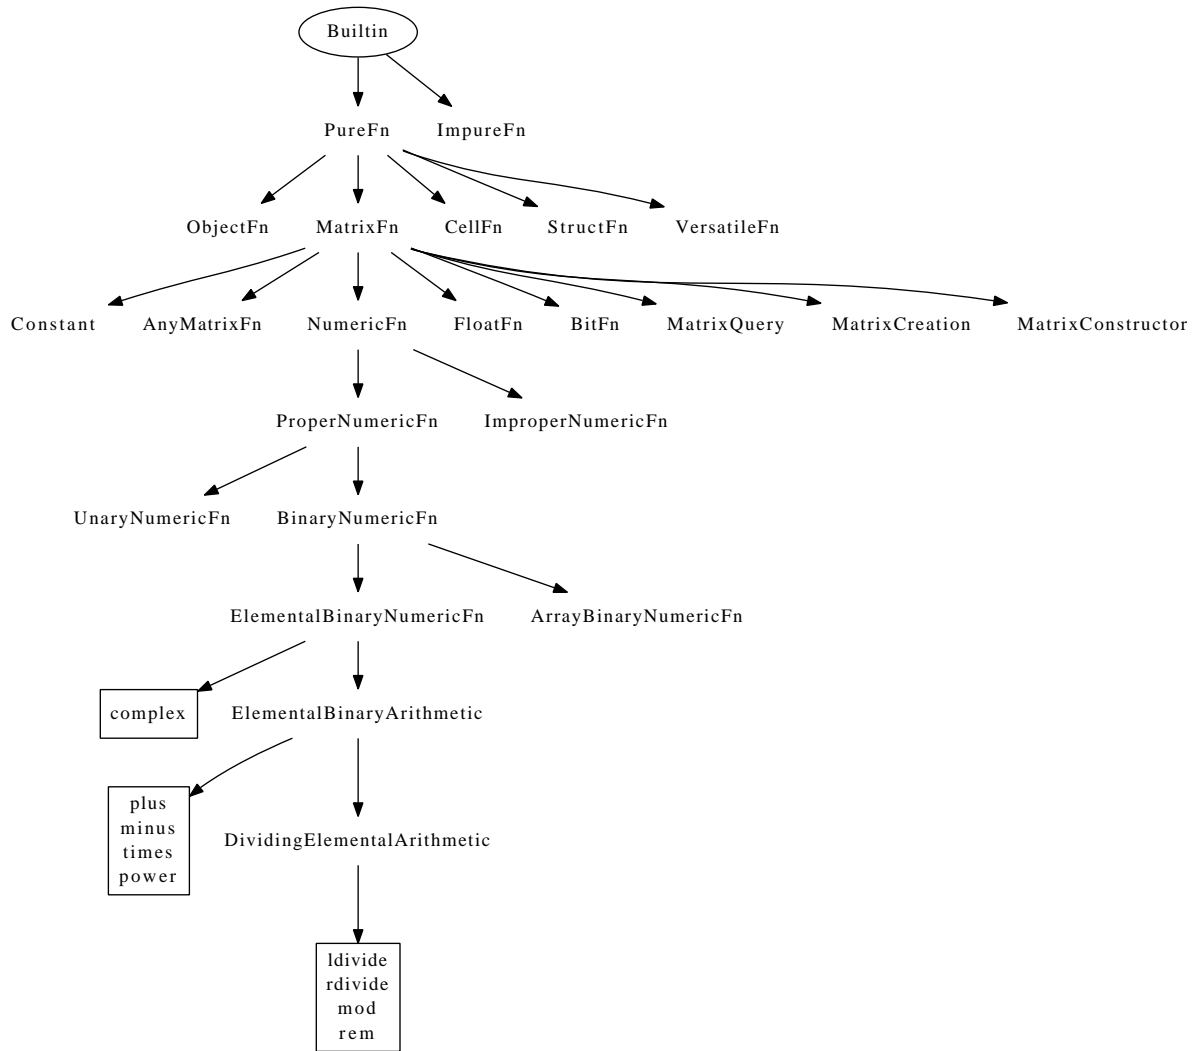 Builtin
PureFn
ImpureFn
ObjectFn
MatrixFn
CellFn
StructFn
VersatileFn
Constant
AnyMatrixFn
NumericFn
FloatFn
BitFn
MatrixQuery
MatrixCreation
MatrixConstructor
ProperNumericFn
ImproperNumericFn
UnaryNumericFn
BinaryNumericFn
ElementalBinaryNumericFn
ArrayBinaryNumericFn
complex
ElementalBinaryArithmetic
plus
minus
times
power
DividingElementalArithmetic
ldivide
rdivide
mod
rem